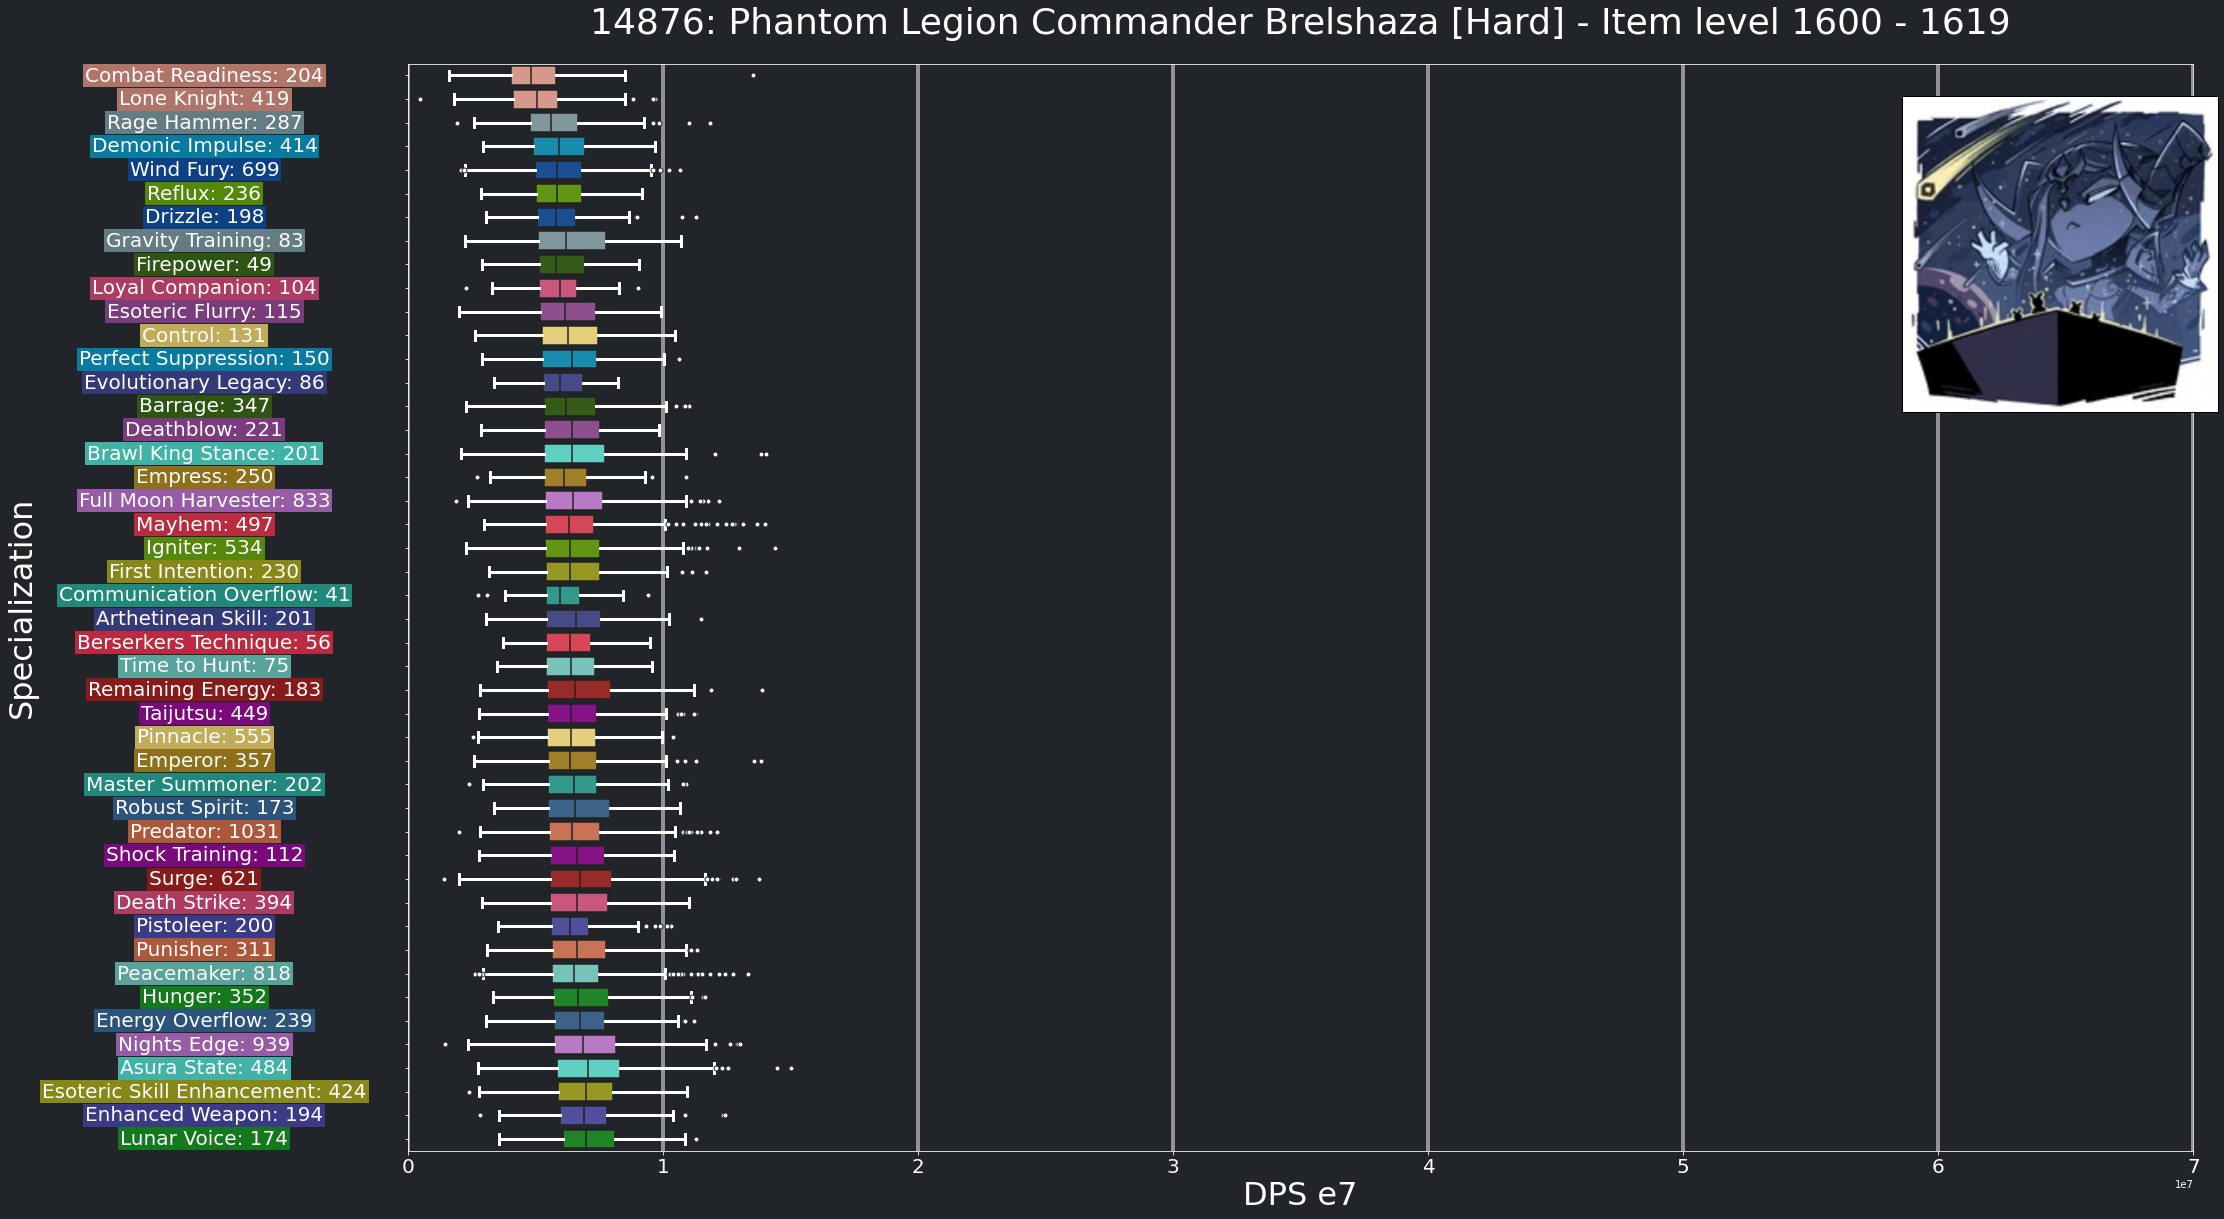 14876: Phantom Legion Commander Brelshaza [Hard] - Item level 1600 - 1619
Combat Readiness: 204
Lone Knight: 419
Rage Hammer: 287
Demonic Impulse: 414
Wind Fury: 699
Reflux: 236
Drizzle: 198
Gravity Training: 83
Firepower: 49
Loyal Companion: 104
Esoteric Flurry: 115
Control: 131
Perfect Suppression: 150
Evolutionary Legacy: 86
Barrage: 347
Deathblow: 221
Brawl King Stance: 201
Empress: 250
Full Moon Harvester: 833
Mayhem: 497
Igniter: 534
First Intention: 230
Communication Overflow: 41
Arthetinean Skill: 201
Berserkers Technique: 56
Time to Hunt: 75
Remaining Energy: 183
Taijutsu: 449
Pinnacle: 555
Emperor: 357
Master Summoner: 202
Robust Spirit: 173
Predator: 1031
Shock Training: 112
Surge: 621
Death Strike: 394
Pistoleer: 200
Punisher: 311
Peacemaker: 818
Hunger: 352
Energy Overflow: 239
Nights Edge: 939
Asura State: 484
Esoteric Skill Enhancement: 424
Enhanced Weapon: 194
Lunar Voice: 174
Specialization
0 1 2 3 4 5 6 7
1e7
DPS e7